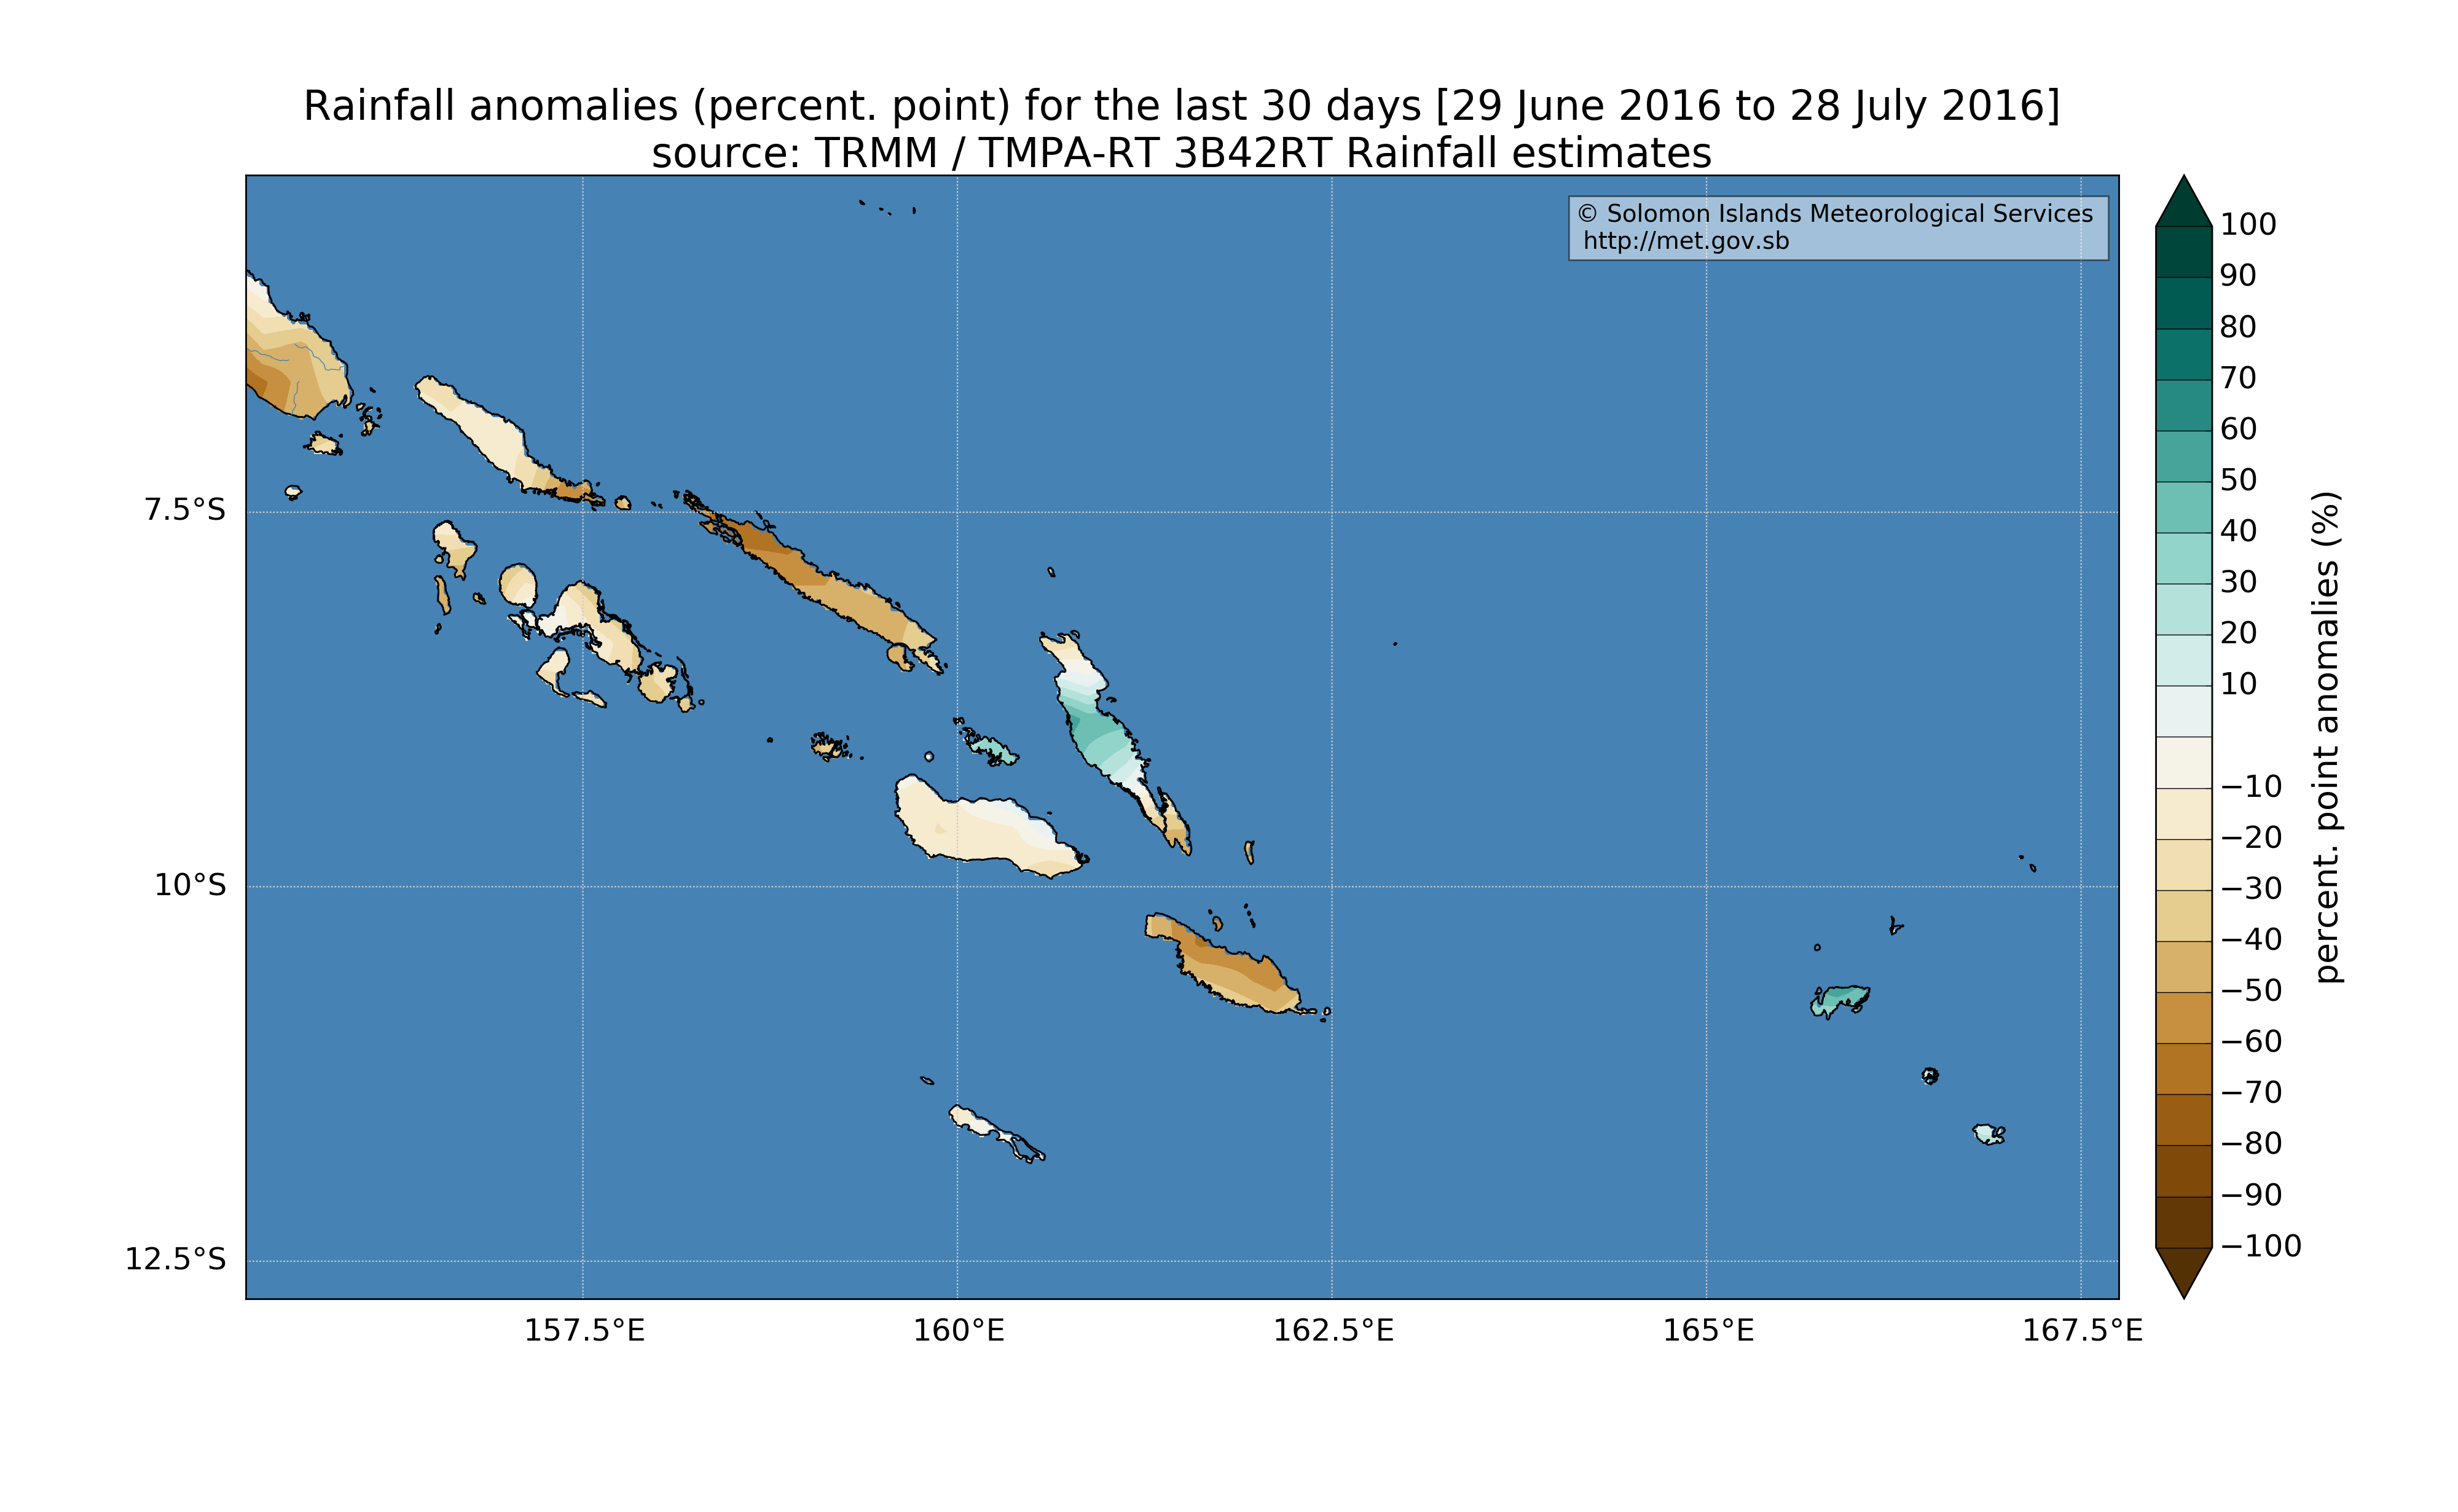 Rainfall anomalies (percent. point) for the last 30 days [29 June 2016 to 28 July 2016]
source: TRMM / TMPA-RT 3B42RT Rainfall estimates
© Solomon Islands Meteorological Services
http://met.gov.sb
7.5°S
10°S
12.5°S
157.5°E
160°E
162.5°E
165°E
167.5°E
100
90
80
70
60
50
40
30
20
10
−10
−20
−30
−40
−50
−60
−70
−80
−90
−100
percent. point anomalies (%)